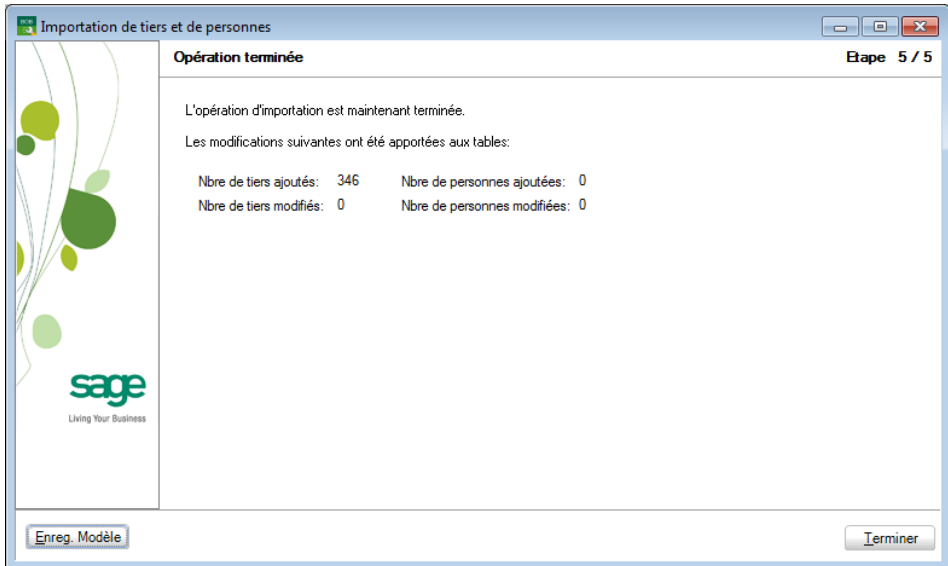 Importation de tiers et de personnes
Opération terminée Etape 5 / 5
L'opération d'importation est maintenant terminée.
Les modifications suivantes ont été apportées aux tables:
Nbre de tiers ajoutés: 346 Nbre de personnes ajoutées: 0
Nbre de tiers modifiés: 0 Nbre de personnes modifiées: 0
sage
Living Your Business
Enreg. Modèle Terminer